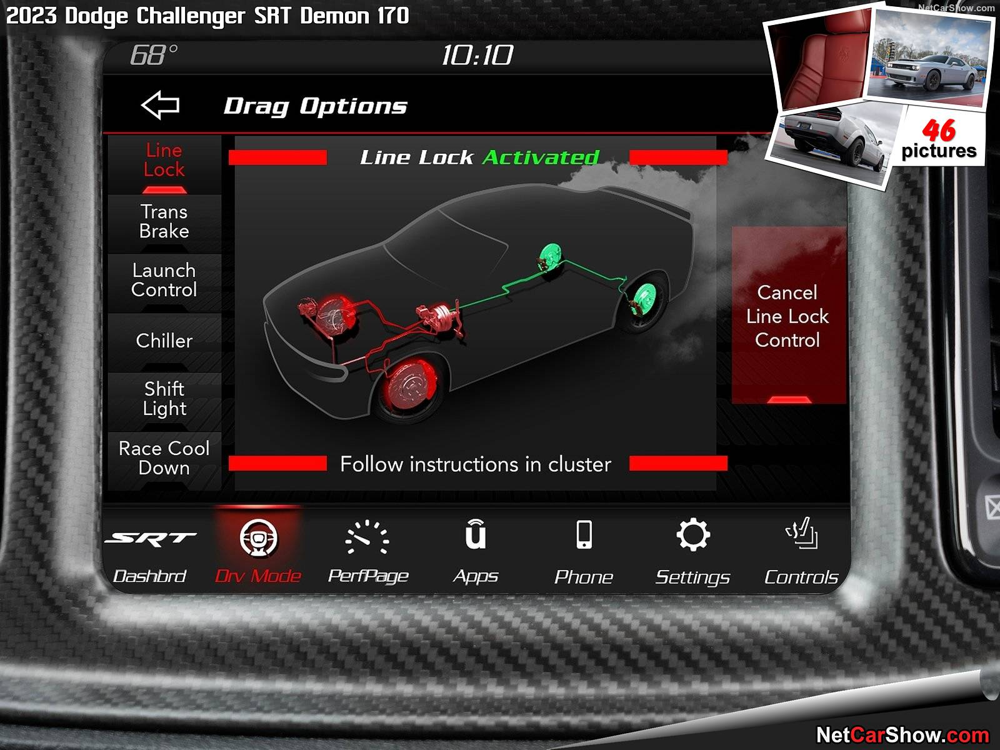 2023 Dodge Challenger SRT Demon 170
NetCarShow.com
68°
10:10
Drag Options
46
pictures
Line
Lock
Line Lock Activated
Trans
Brake
Launch
Control
Cancel
Line Lock
Control
Chiller
Shift
Light
Race Cool
Down
Follow instructions in cluster
SRT
Dashbrd
Drv Mode
PerfPage
u
Apps
Phone
Settings
Controls
NetCarShow.com